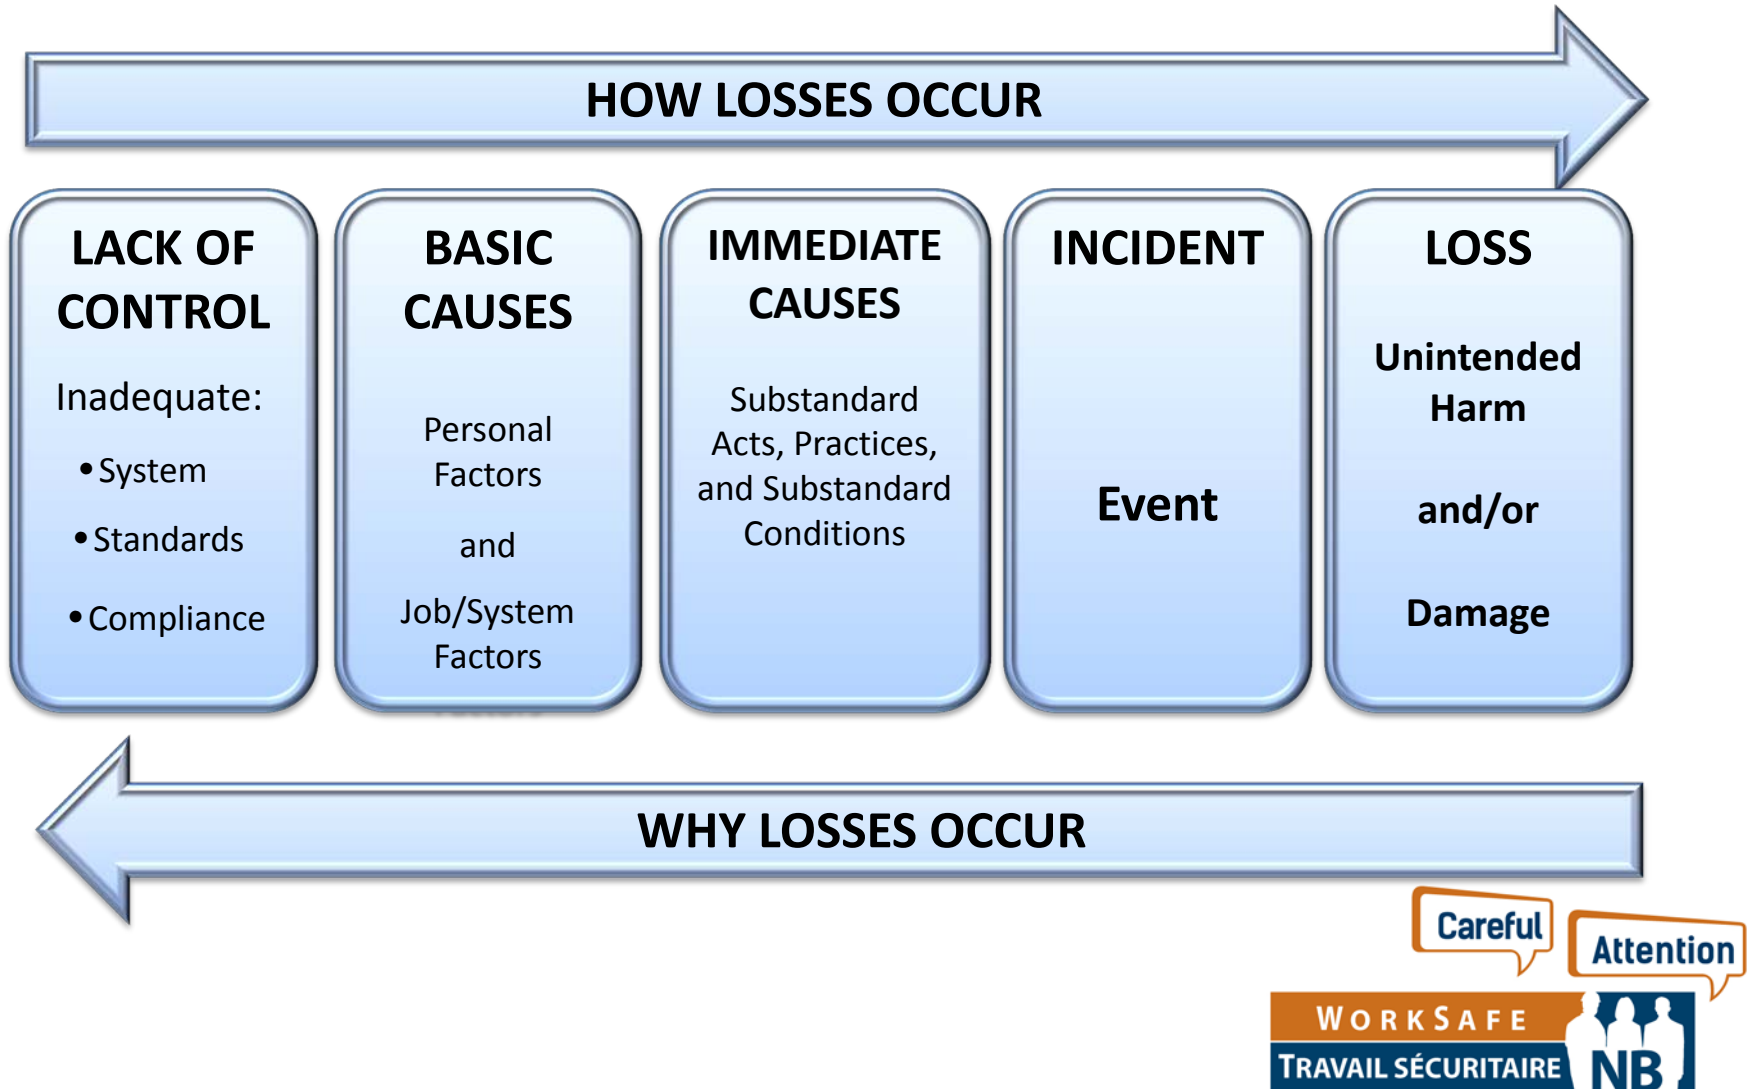 HOW LOSSES OCCUR
LACK OF
CONTROL
Inadequate:
•System
•Standards
•Compliance
BASIC
CAUSES
Personal
Factors
and
Job/System
Factors
IMMEDIATE
CAUSES
Substandard
Acts, Practices,
and Substandard
Conditions
INCIDENT
Event
LOSS
Unintended
Harm
and/or
Damage
WHY LOSSES OCCUR
Careful
Attention
WORKSAFE
TRAVAIL SÉCURITAIRE
NB